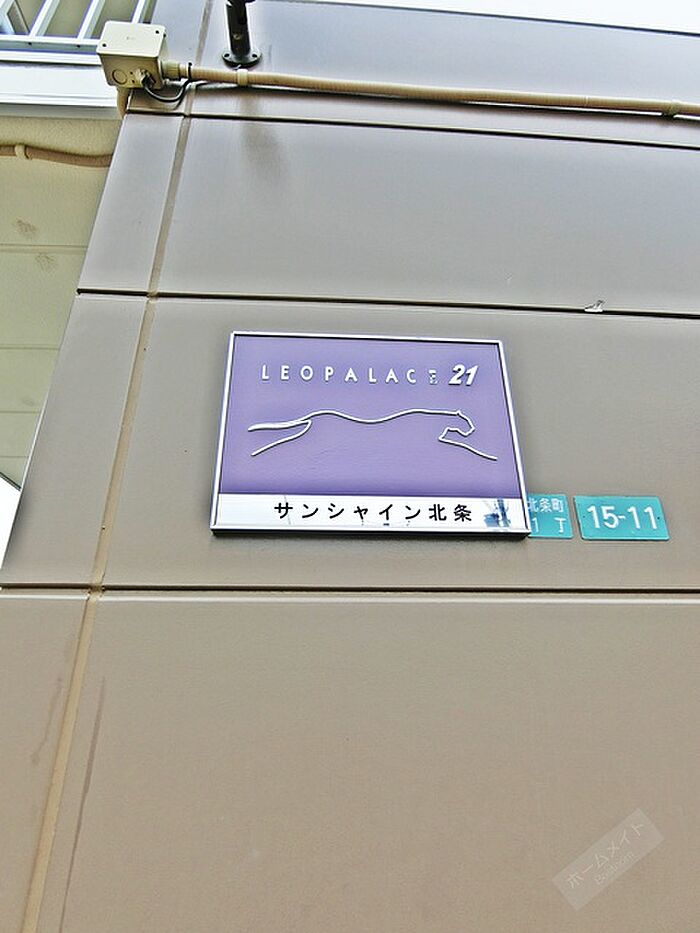 LEOPALACE 21
サンシャイン北条
北条町
1丁
15-11
ホームメイト